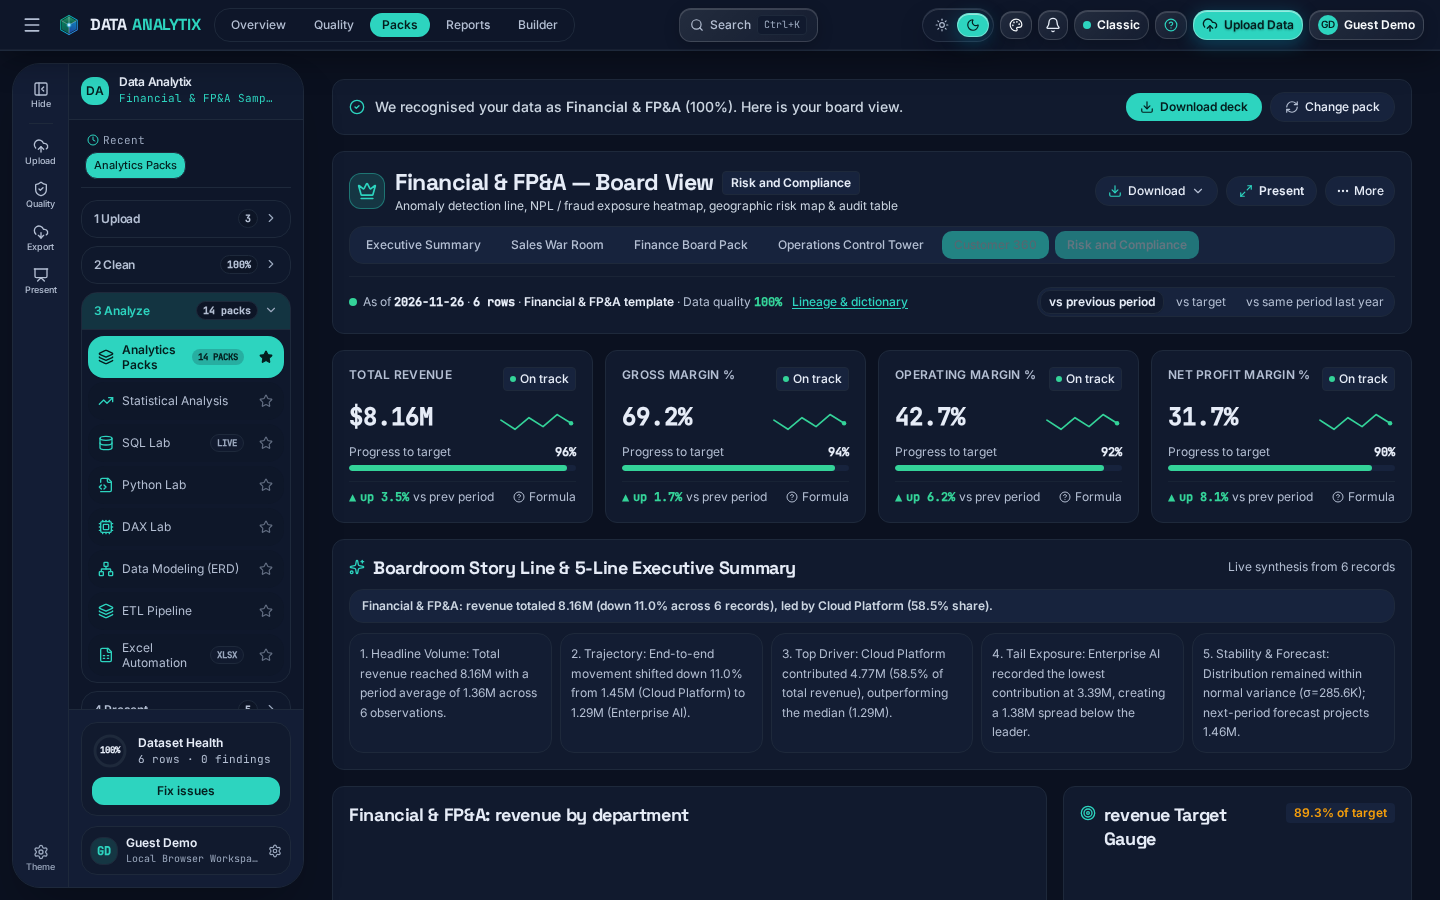 DATA ANALYTIX
Overview
Quality
Packs
Reports
Builder
Search
Ctrl+K
Classic
Upload Data
GD
Guest Demo
Hide
Upload
Quality
Export
Present
Theme
DA
Data Analytix
Financial & FP&A Samp…
Recent
Analytics Packs
1 Upload
3
2 Clean
100%
3 Analyze
14 packs
Analytics Packs
14 PACKS
Statistical Analysis
SQL Lab
LIVE
Python Lab
DAX Lab
Data Modeling (ERD)
ETL Pipeline
Excel Automation
XLSX
4 Present
5
100%
Dataset Health
6 rows · 0 findings
Fix issues
GD
Guest Demo
Local Browser Workspa…
We recognised your data as Financial & FP&A (100%). Here is your board view.
Download deck
Change pack
Financial & FP&A — Board View
Risk and Compliance
Anomaly detection line, NPL / fraud exposure heatmap, geographic risk map & audit table
Download
Present
More
Executive Summary
Sales War Room
Finance Board Pack
Operations Control Tower
Risk and Compliance
As of 2026-11-26 · 6 rows · Financial & FP&A template · Data quality 100% Lineage & dictionary
vs previous period
vs target
vs same period last year
TOTAL REVENUE
On track
$8.16M
Progress to target
96%
▲ up 3.5% vs prev period
Formula
GROSS MARGIN %
On track
69.2%
Progress to target
94%
▲ up 1.7% vs prev period
Formula
OPERATING MARGIN %
On track
42.7%
Progress to target
92%
▲ up 6.2% vs prev period
Formula
NET PROFIT MARGIN %
On track
31.7%
Progress to target
90%
▲ up 8.1% vs prev period
Formula
Boardroom Story Line & 5-Line Executive Summary
Live synthesis from 6 records
Financial & FP&A: revenue totaled 8.16M (down 11.0% across 6 records), led by Cloud Platform (58.5% share).
1. Headline Volume: Total
revenue reached 8.16M with a
period average of 1.36M across
6 observations.
2. Trajectory: End-to-end
movement shifted down 11.0%
from 1.45M (Cloud Platform) to
1.29M (Enterprise AI).
3. Top Driver: Cloud Platform
contributed 4.77M (58.5% of
total revenue), outperforming
the median (1.29M).
4. Tail Exposure: Enterprise AI
recorded the lowest
contribution at 3.39M, creating
a 1.38M spread below the
leader.
5. Stability & Forecast:
Distribution remained within
normal variance (σ=285.6K);
next-period forecast projects
1.46M.
Financial & FP&A: revenue by department
revenue Target
Gauge
89.3% of target